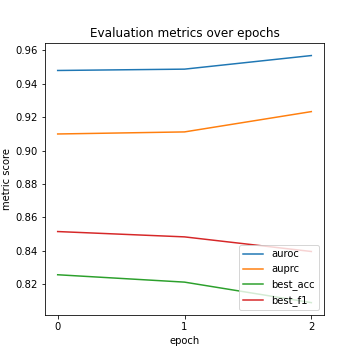 Evaluation metrics over epochs
metric score
0.96
0.94
0.92
0.90
0.88
0.86
0.84
0.82
auroc
auprc
best_acc
best_f1
0
1
2
epoch